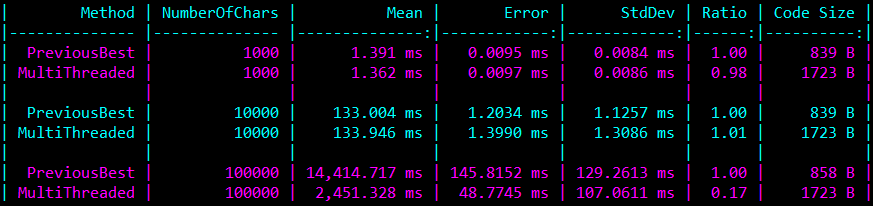 | Method | NumberOfChars | Mean | Error | StdDev | Ratio | Code Size |
|-------------- |-------------- |--------------:|------------:|------------:|------:|----------:|
| PreviousBest | 1000 | 1.391 ms | 0.0095 ms | 0.0084 ms | 1.00 | 839 B |
| MultiThreaded | 1000 | 1.362 ms | 0.0097 ms | 0.0086 ms | 0.98 | 1723 B |
| | | | | | | |
| PreviousBest | 10000 | 133.004 ms | 1.2034 ms | 1.1257 ms | 1.00 | 839 B |
| MultiThreaded | 10000 | 133.946 ms | 1.3990 ms | 1.3086 ms | 1.01 | 1723 B |
| | | | | | | |
| PreviousBest | 100000 | 14,414.717 ms | 145.8152 ms | 129.2613 ms | 1.00 | 858 B |
| MultiThreaded | 100000 | 2,451.328 ms | 48.7745 ms | 107.0611 ms | 0.17 | 1723 B |